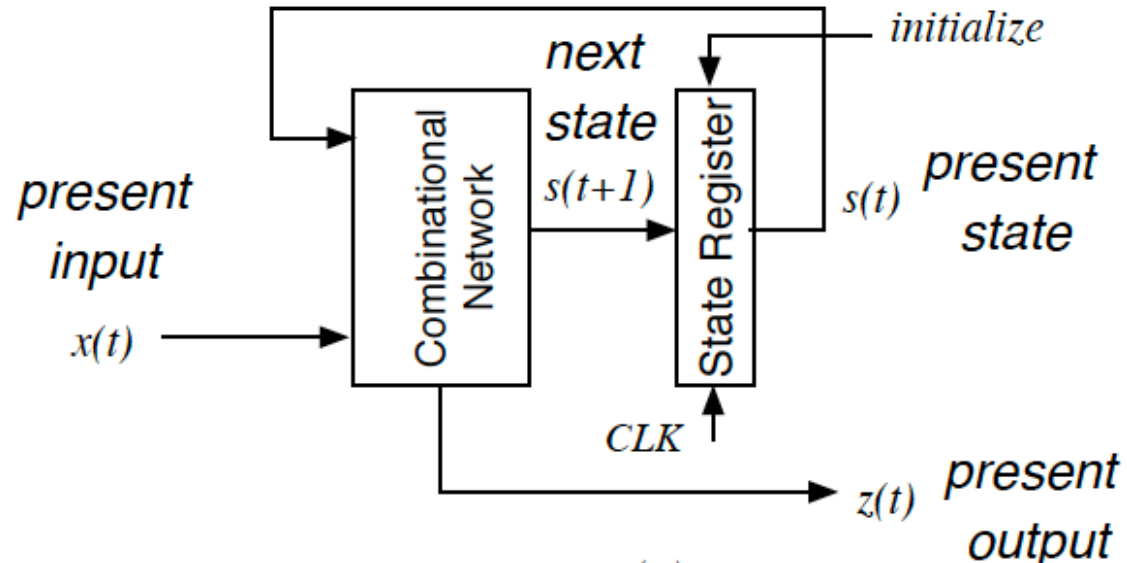 initialize
next
state
s(t+1)
Combinational
Network
State Register
present
input
x(t)
s(t)
present
state
CLK
z(t)
present
output